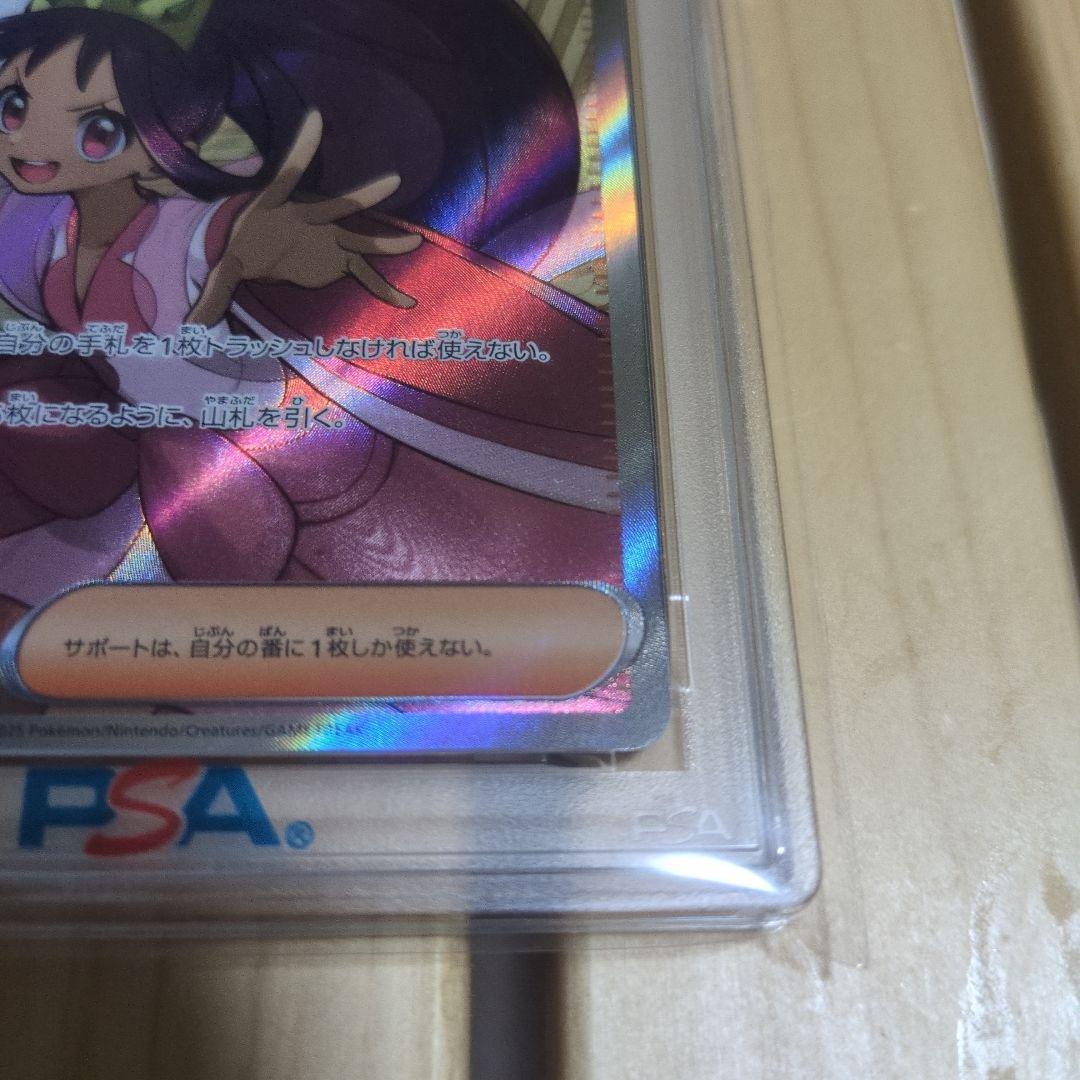 自分の手札を1枚トラッシュしなければ使えない。
枚になるように、山札を引く。
サポートは、自分の番に1枚しか使えない。
Pokémon/Nintendo/Creatures/GAME FREAK
PSA®
PSA